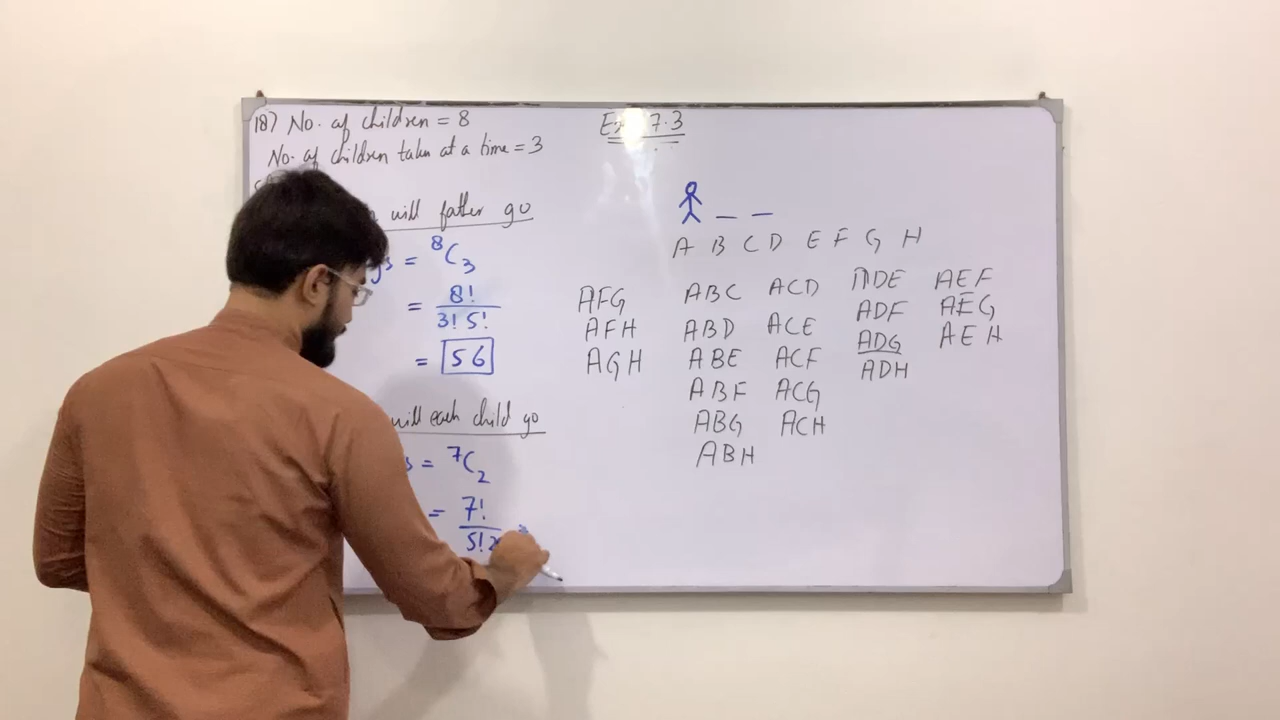 18) No. of children = 8
No. of children taken at a time = 3
will father go
= ⁸C₃
= 8! / 3! 5!
= 56
will each child go
= ⁷C₂
= 7! / 5!
Ex 7.3
A B C D E F G H
AFG
AFH
AGH
ABC
ABD
ABE
ABF
ABG
ABH
ACD
ACE
ACF
ACG
ACH
ADF
ADG
ADH
AEF
AEG
AEH